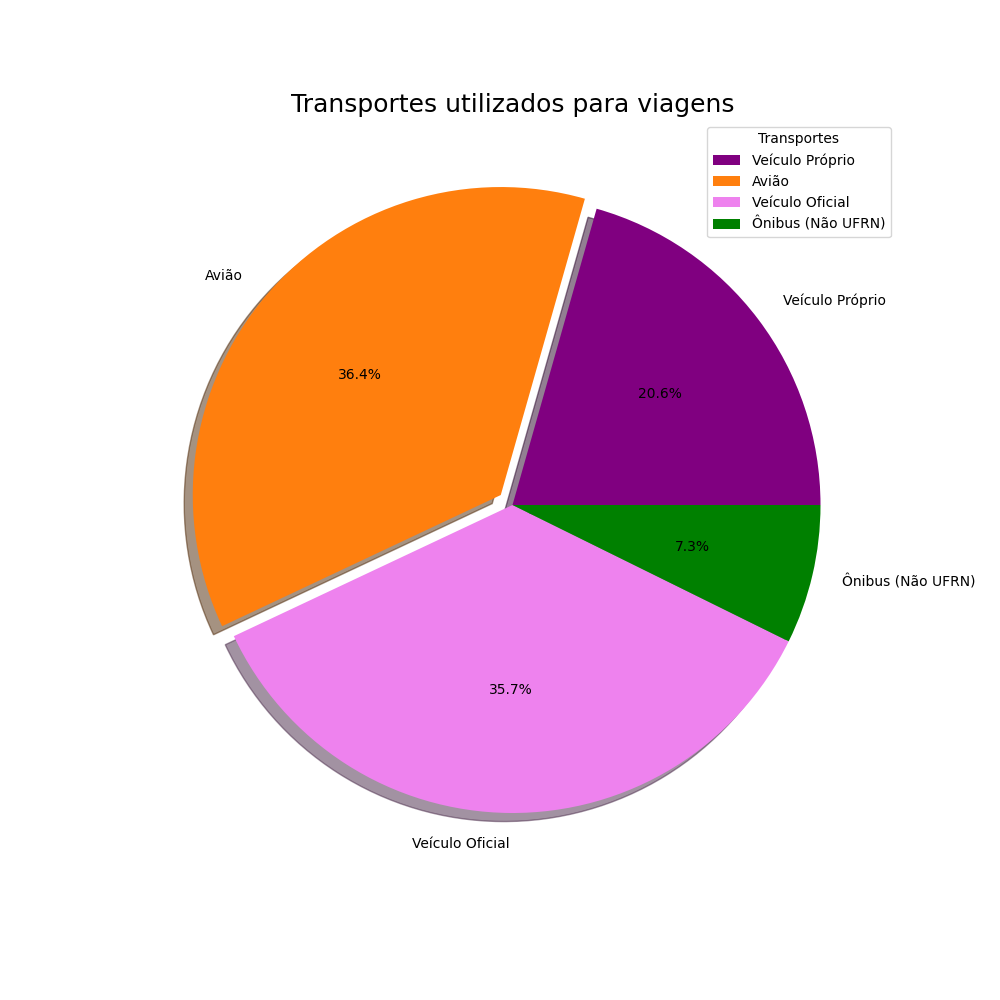 Transportes utilizados para viagens
Transportes
Veículo Próprio
Avião
Veículo Oficial
Ônibus (Não UFRN)
Avião
Veículo Próprio
36.4%
20.6%
7.3%
Ônibus (Não UFRN)
35.7%
Veículo Oficial